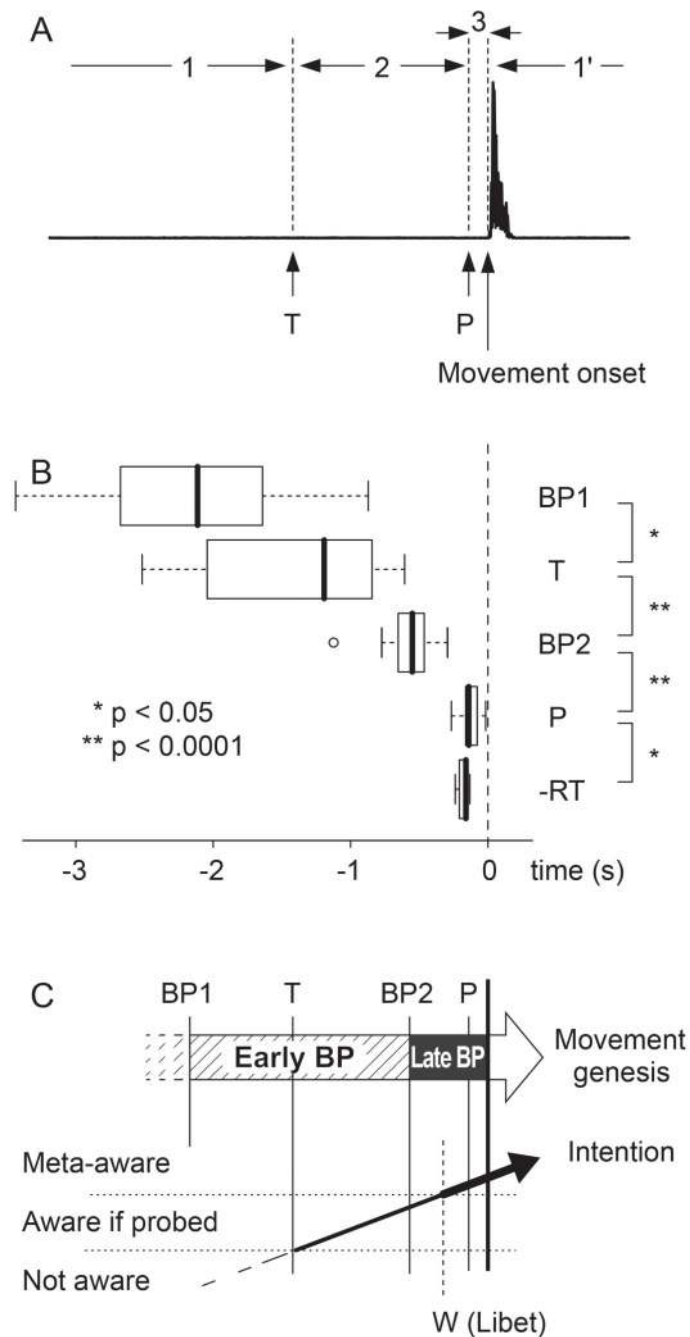 A
3
1
2
1'
T
P
Movement onset
B
BP1
*
T
**
BP2
**
* p < 0.05
P
** p < 0.0001
*
-RT
-3
-2
-1
0
time (s)
C
BP1
T
BP2
P
Early BP
Late BP
Movement
genesis
Meta-aware
Intention
Aware if probed
Not aware
W (Libet)